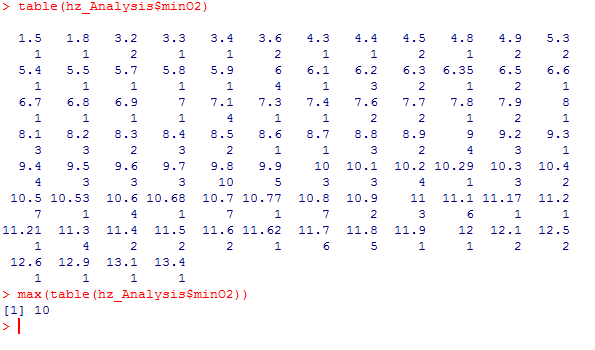 > table(hz_Analysis$minO2)
1.5 1.8 3.2 3.3 3.4 3.6 4.3 4.4 4.5 4.8 4.9 5.3
1 1 2 1 1 2 1 1 2 1 2 2
5.4 5.5 5.7 5.8 5.9 6 6.1 6.2 6.3 6.35 6.5 6.6
1 1 1 1 1 4 1 3 2 1 2 1
6.7 6.8 6.9 7 7.1 7.3 7.4 7.6 7.7 7.8 7.9 8
1 1 1 1 4 1 1 2 2 1 2 1
8.1 8.2 8.3 8.4 8.5 8.6 8.7 8.8 8.9 9 9.2 9.3
3 3 2 3 2 1 1 3 2 4 3 1
9.4 9.5 9.6 9.7 9.8 9.9 10 10.1 10.2 10.29 10.3 10.4
4 3 3 3 10 5 3 3 4 1 3 2
10.5 10.53 10.6 10.68 10.7 10.77 10.8 10.9 11 11.1 11.17 11.2
7 1 4 1 7 1 7 2 3 6 1 1
11.21 11.3 11.4 11.5 11.6 11.62 11.7 11.8 11.9 12 12.1 12.5
1 4 2 2 2 1 6 5 1 1 2 2
12.6 12.9 13.1 13.4
1 1 1 1
> max(table(hz_Analysis$minO2))
[1] 10
>